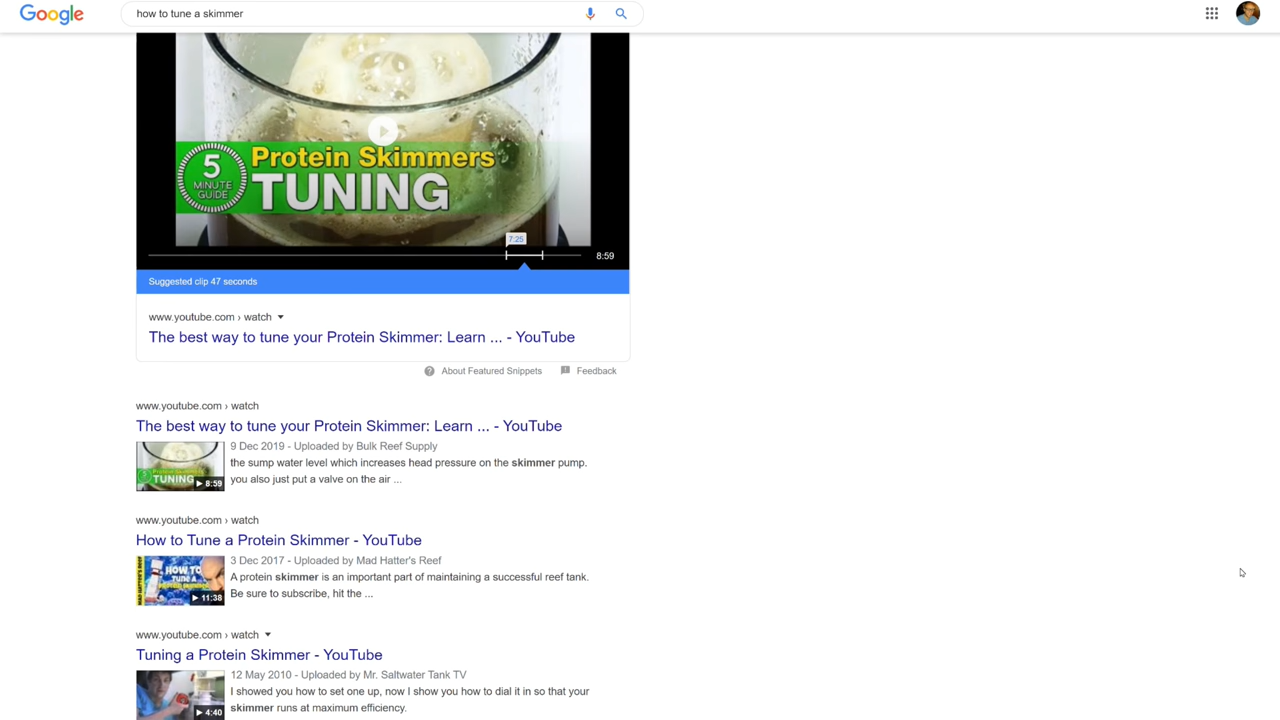 Google
how to tune a skimmer
5 MINUTE GUIDE
Protein Skimmers
TUNING
7:25
8:59
Suggested clip 47 seconds
www.youtube.com › watch
The best way to tune your Protein Skimmer: Learn ... - YouTube
About Featured Snippets
Feedback
www.youtube.com › watch
The best way to tune your Protein Skimmer: Learn ... - YouTube
9 Dec 2019 - Uploaded by Bulk Reef Supply
the sump water level which increases head pressure on the skimmer pump.
you also just put a valve on the air ...
TUNING
8:59
www.youtube.com › watch
How to Tune a Protein Skimmer - YouTube
3 Dec 2017 - Uploaded by Mad Hatter's Reef
A protein skimmer is an important part of maintaining a successful reef tank.
Be sure to subscribe, hit the ...
HOW TO
TUNE A
11:38
www.youtube.com › watch
Tuning a Protein Skimmer - YouTube
12 May 2010 - Uploaded by Mr. Saltwater Tank TV
I showed you how to set one up, now I show you how to dial it in so that your
skimmer runs at maximum efficiency.
4:40